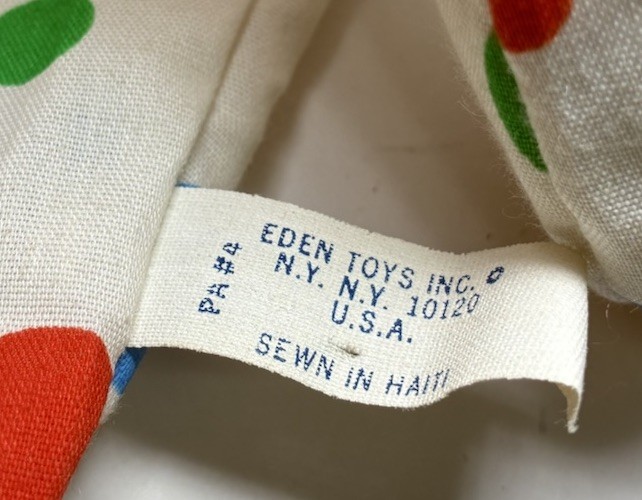 EDEN TOYS INC. ©
N.Y. N.Y. 10120
U.S.A.
SEWN IN HAITI
PA #4